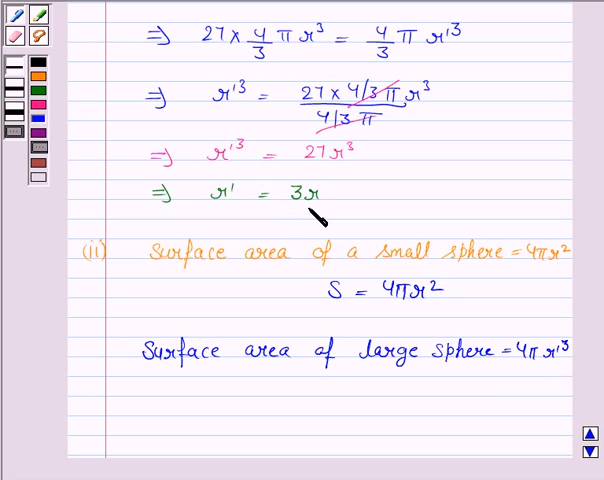 ⇒ 27 × 4/3 π r³ = 4/3 π r'³
⇒ r'³ = 27 × 4/3 π / 4/3 π r³
⇒ r'³ = 27r³
⇒ r' = 3r
(ii) Surface area of a small sphere = 4πr²
S = 4πr²
Surface area of large sphere = 4π r'³